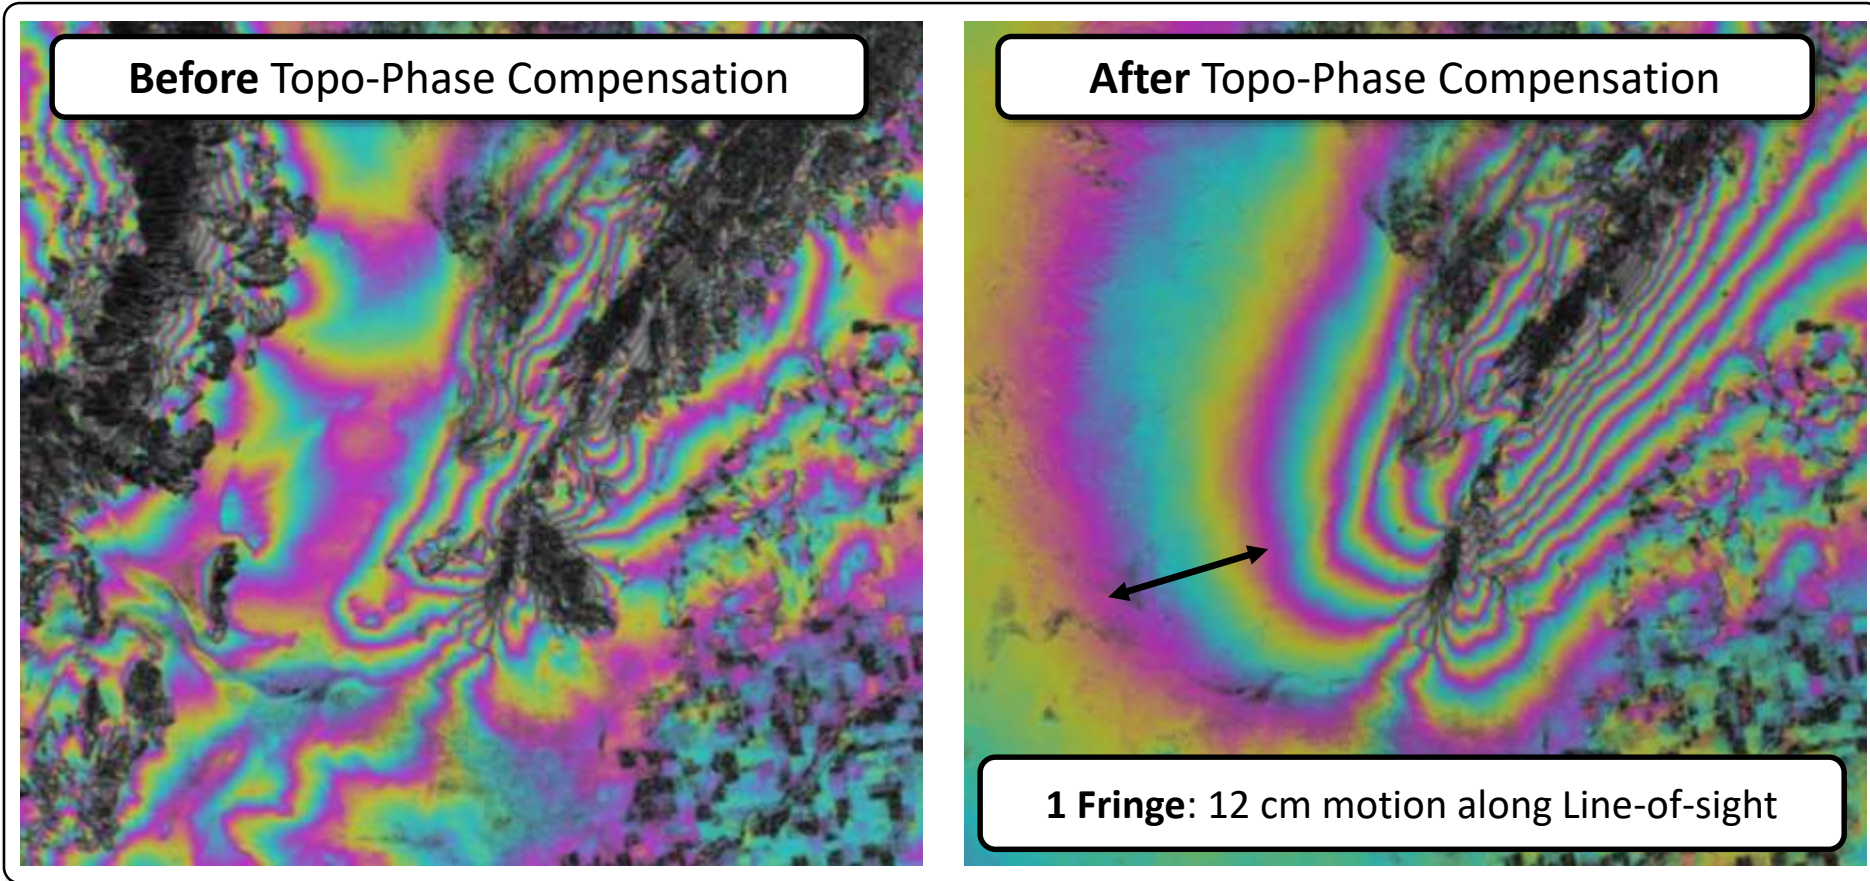 Before Topo-Phase Compensation
After Topo-Phase Compensation
1 Fringe: 12 cm motion along Line-of-sight